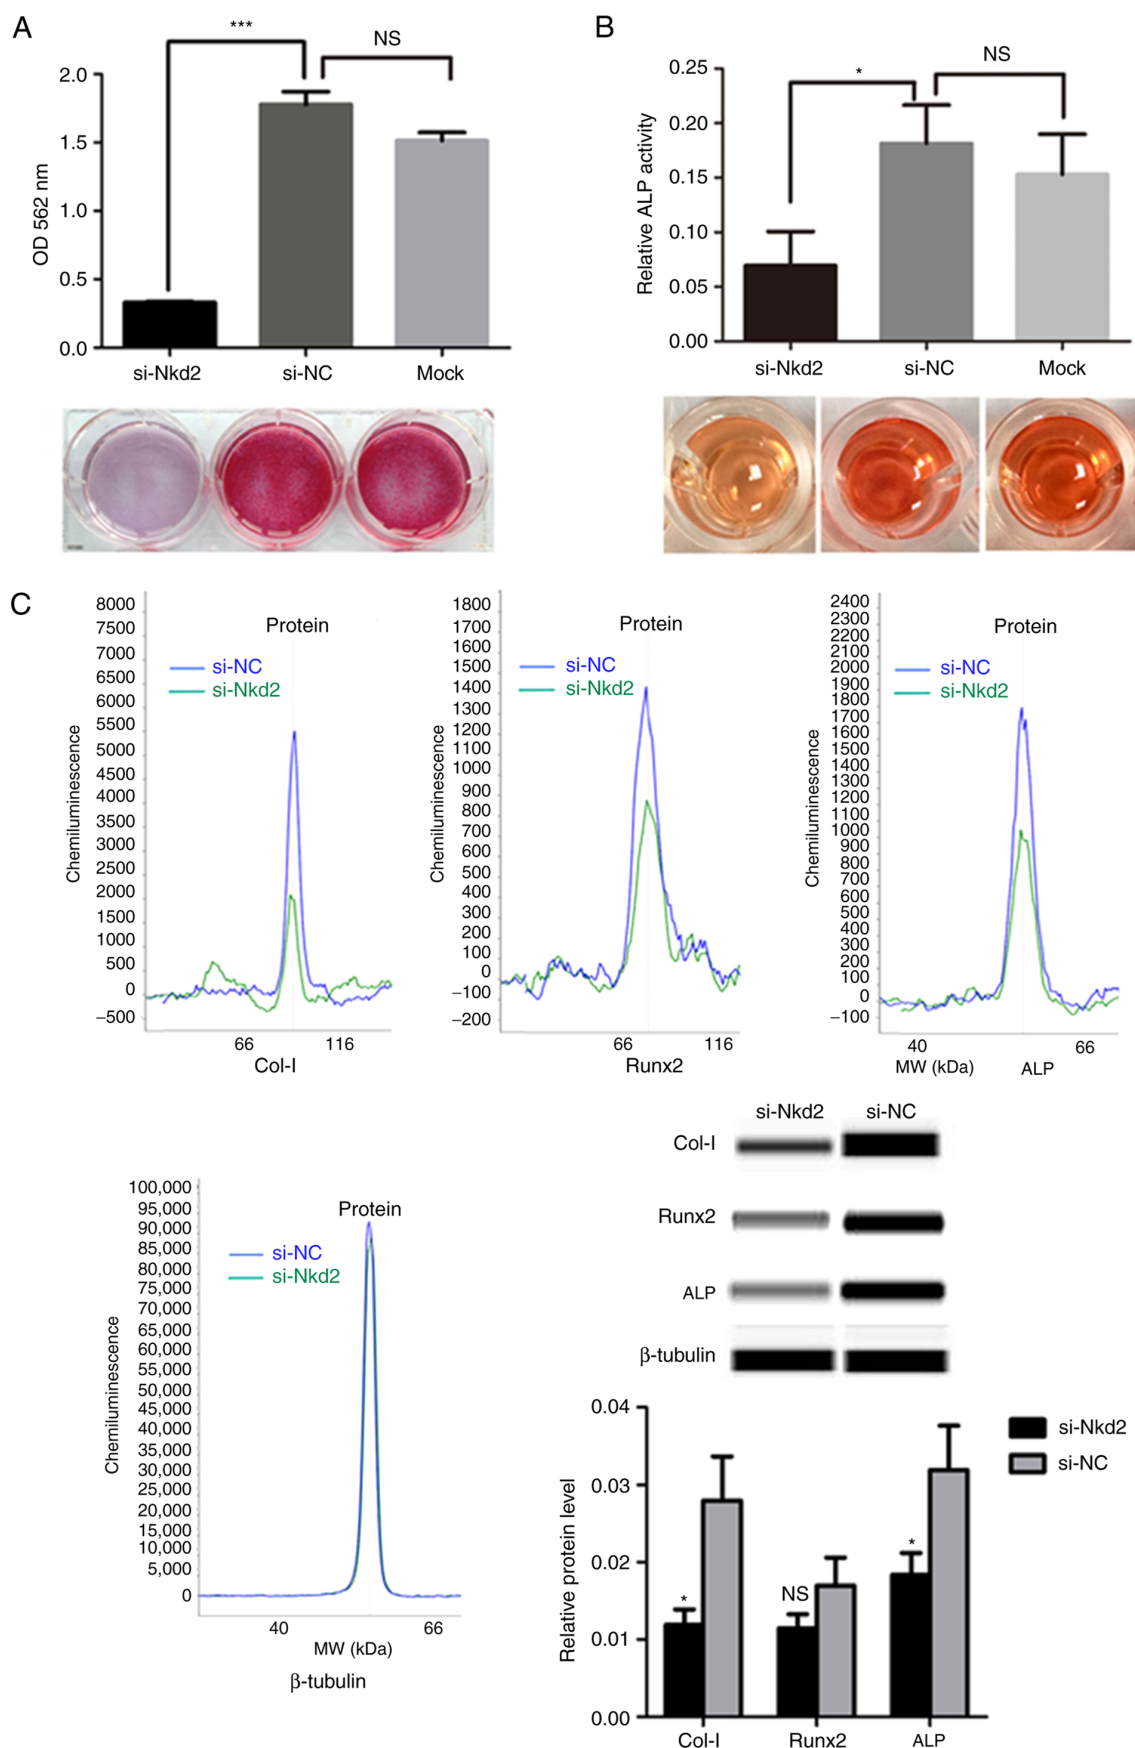 A
***
NS
2.0
1.5
1.0
0.5
0.0
OD 562 nm
si-Nkd2 si-NC Mock
B
*
NS
0.25
0.20
0.15
0.10
0.05
0.00
Relative ALP activity
si-Nkd2 si-NC Mock
C
8000
7500
7000
6500
6000
5500
5000
4500
4000
3500
3000
2500
2000
1500
1000
500
0
−500
Chemiluminescence
Protein
si-NC
si-Nkd2
66 116
Col-I
1800
1700
1600
1500
1400
1300
1200
1100
1000
900
800
700
600
500
400
300
200
100
0
−100
−200
Chemiluminescence
Protein
si-NC
si-Nkd2
66 116
Runx2
2400
2300
2200
2100
2000
1900
1800
1700
1600
1500
1400
1300
1200
1100
1000
900
800
700
600
500
400
300
200
100
0
−100
Chemiluminescence
Protein
si-NC
si-Nkd2
40 66
MW (kDa) ALP
100,000
95,000
90,000
85,000
80,000
75,000
70,000
65,000
60,000
55,000
50,000
45,000
40,000
35,000
30,000
25,000
20,000
15,000
10,000
5,000
0
Chemiluminescence
Protein
si-NC
si-Nkd2
40 66
MW (kDa)
β-tubulin
si-Nkd2 si-NC
Col-I
Runx2
ALP
β-tubulin
0.04
0.03
0.02
0.01
0.00
Relative protein level
*
NS
*
si-Nkd2
si-NC
Col-I Runx2 ALP